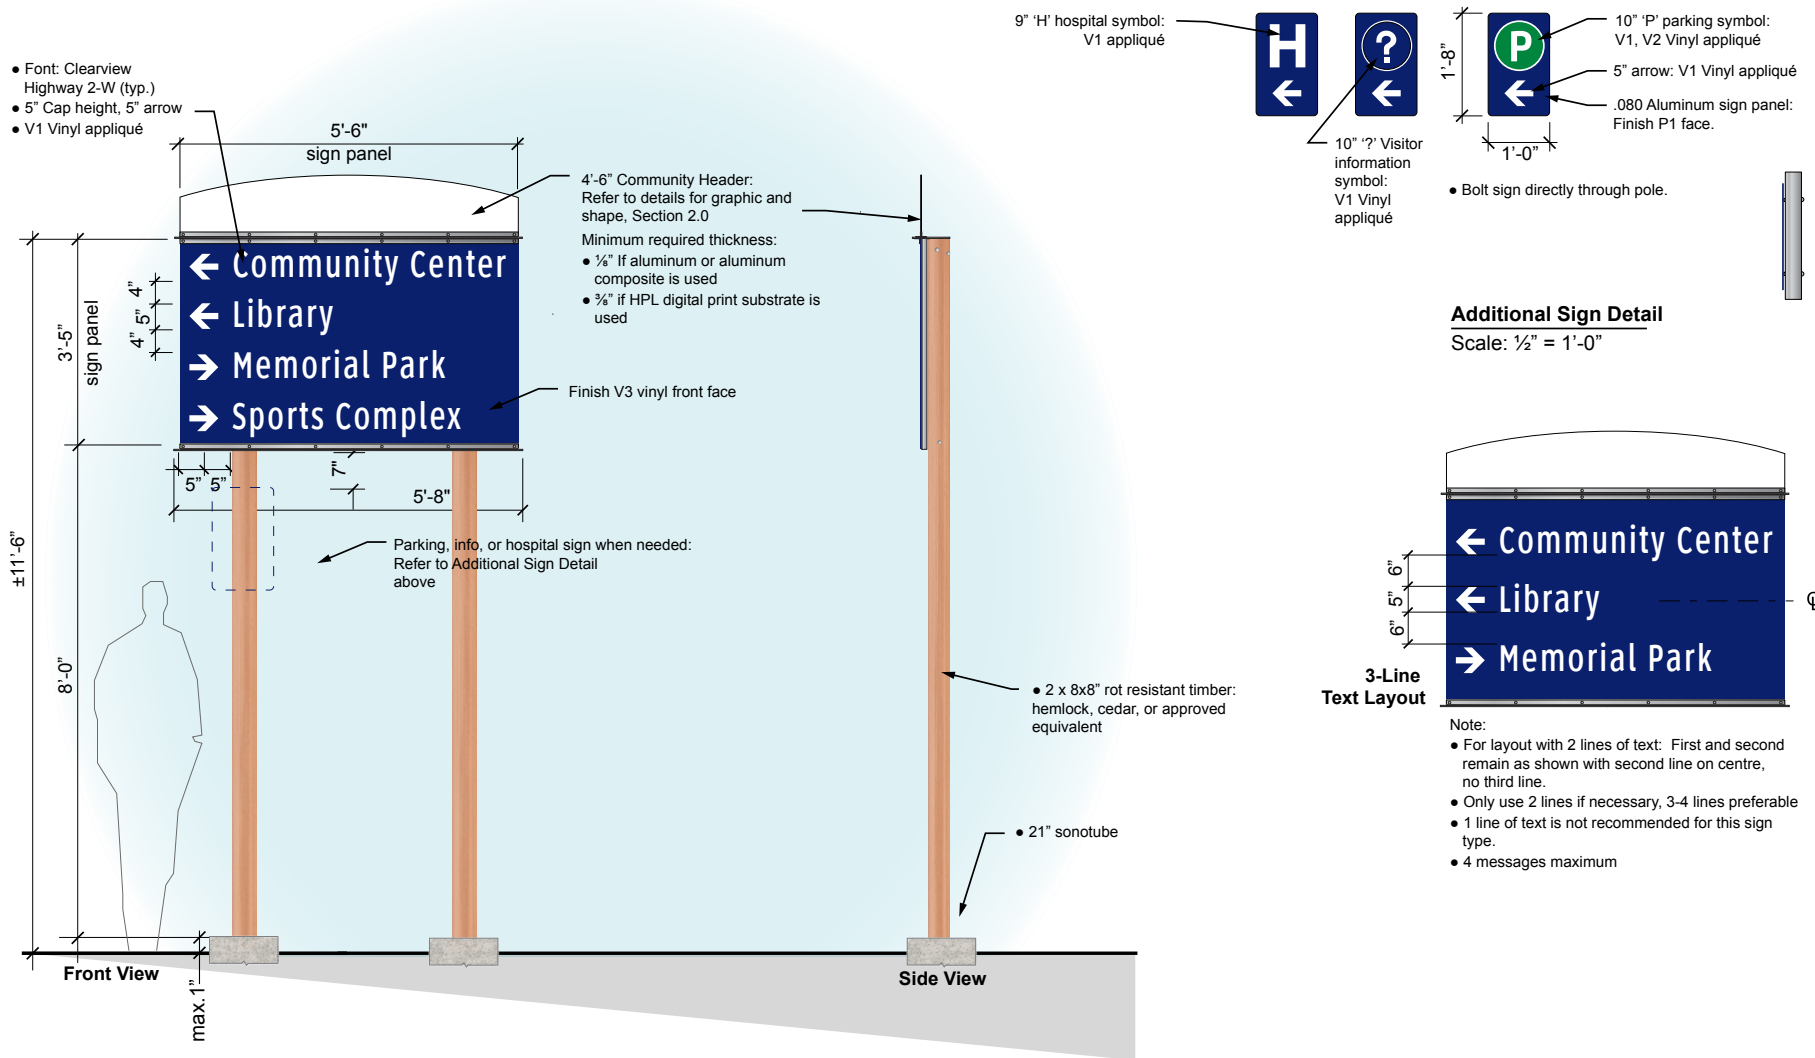 ● Font: Clearview
Highway 2-W (typ.)
● 5” Cap height, 5” arrow
● V1 Vinyl appliqué
5'-6"
sign panel
4’-6” Community Header:
Refer to details for graphic and
shape, Section 2.0
Minimum required thickness:
● ⅛” If aluminum or aluminum
composite is used
● ⅜” if HPL digital print substrate is
used
← Community Center
← Library
→ Memorial Park
→ Sports Complex
4”
5”
4”
3’-5”
sign panel
Finish V3 vinyl front face
5”
5”
7"
5'-8"
Parking, info, or hospital sign when needed:
Refer to Additional Sign Detail
above
±11’-6”
8’-0”
Front View
max.1”
● 2 x 8x8” rot resistant timber:
hemlock, cedar, or approved
equivalent
● 21” sonotube
Side View
9” ‘H’ hospital symbol:
V1 appliqué
H
←
?
←
P
←
1’-8”
1’-0”
10” ‘?’ Visitor
information
symbol:
V1 Vinyl
appliqué
10” ‘P’ parking symbol:
V1, V2 Vinyl appliqué
5” arrow: V1 Vinyl appliqué
.080 Aluminum sign panel:
Finish P1 face.
● Bolt sign directly through pole.
Additional Sign Detail
Scale: ½” = 1’-0”
← Community Center
← Library
→ Memorial Park
6”
5”
6”
3-Line
Text Layout
Note:
● For layout with 2 lines of text: First and second
remain as shown with second line on centre,
no third line.
● Only use 2 lines if necessary, 3-4 lines preferable
● 1 line of text is not recommended for this sign
type.
● 4 messages maximum